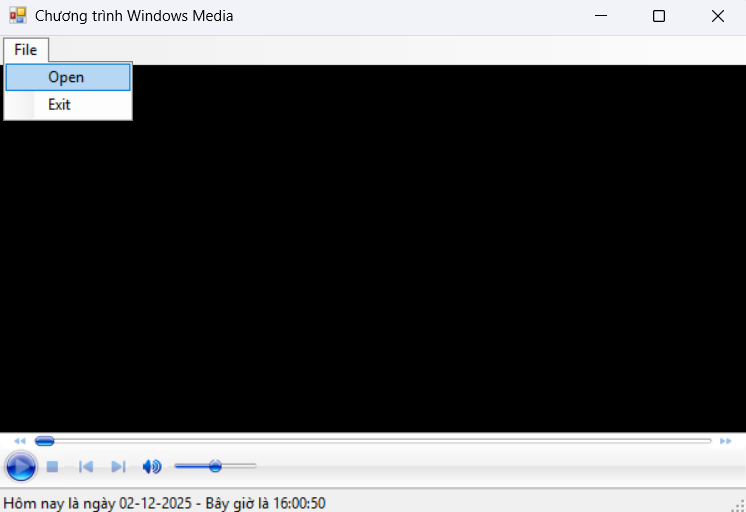 Chương trình Windows Media
File
Open
Exit
Hôm nay là ngày 02-12-2025 - Bây giờ là 16:00:50